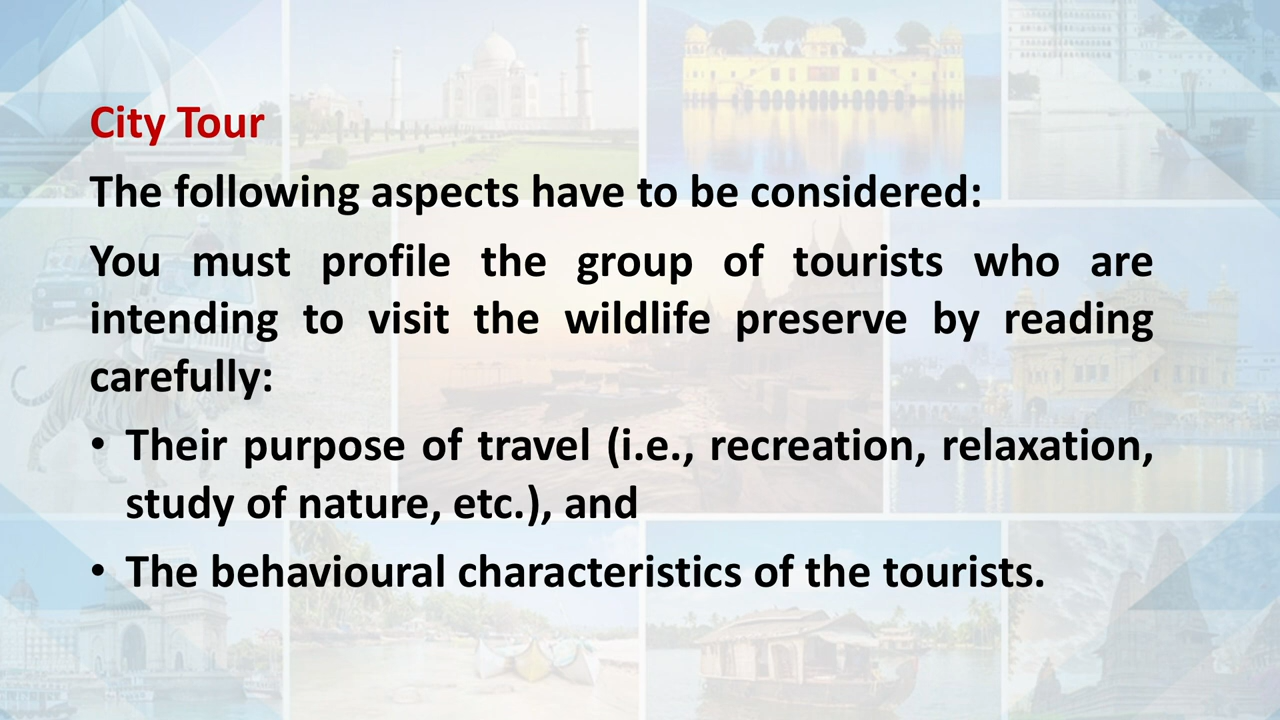 City Tour
The following aspects have to be considered:
You must profile the group of tourists who are
intending to visit the wildlife preserve by reading
carefully:
• Their purpose of travel (i.e., recreation, relaxation,
study of nature, etc.), and
• The behavioural characteristics of the tourists.